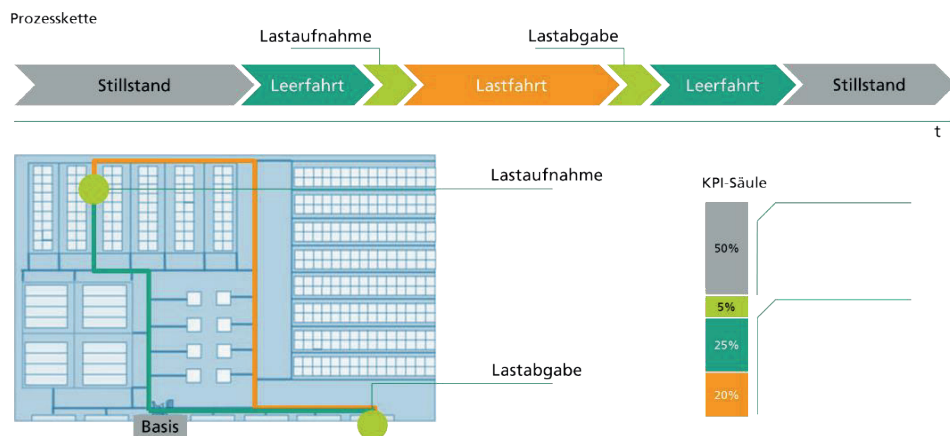 Prozesskette
Lastaufnahme
Lastabgabe
Stillstand
Leerfahrt
Lastfahrt
Leerfahrt
Stillstand
t
Lastaufnahme
KPI-Säule
50%
5%
25%
20%
Lastabgabe
Basis